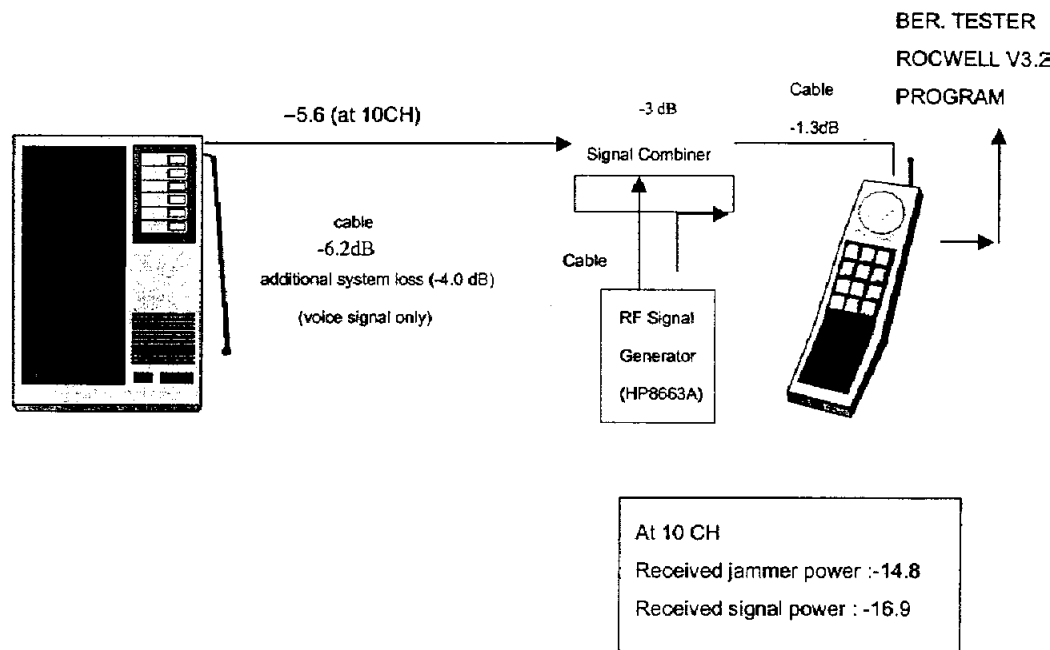 BER. TESTER
ROCWELL V3.2
PROGRAM
–5.6 (at 10CH)
-3 dB
Cable
-1.3dB
Signal Combiner
cable
-6.2dB
additional system loss (-4.0 dB)
(voice signal only)
Cable
RF Signal
Generator
(HP8663A)
At 10 CH
Received jammer power :-14.8
Received signal power : -16.9